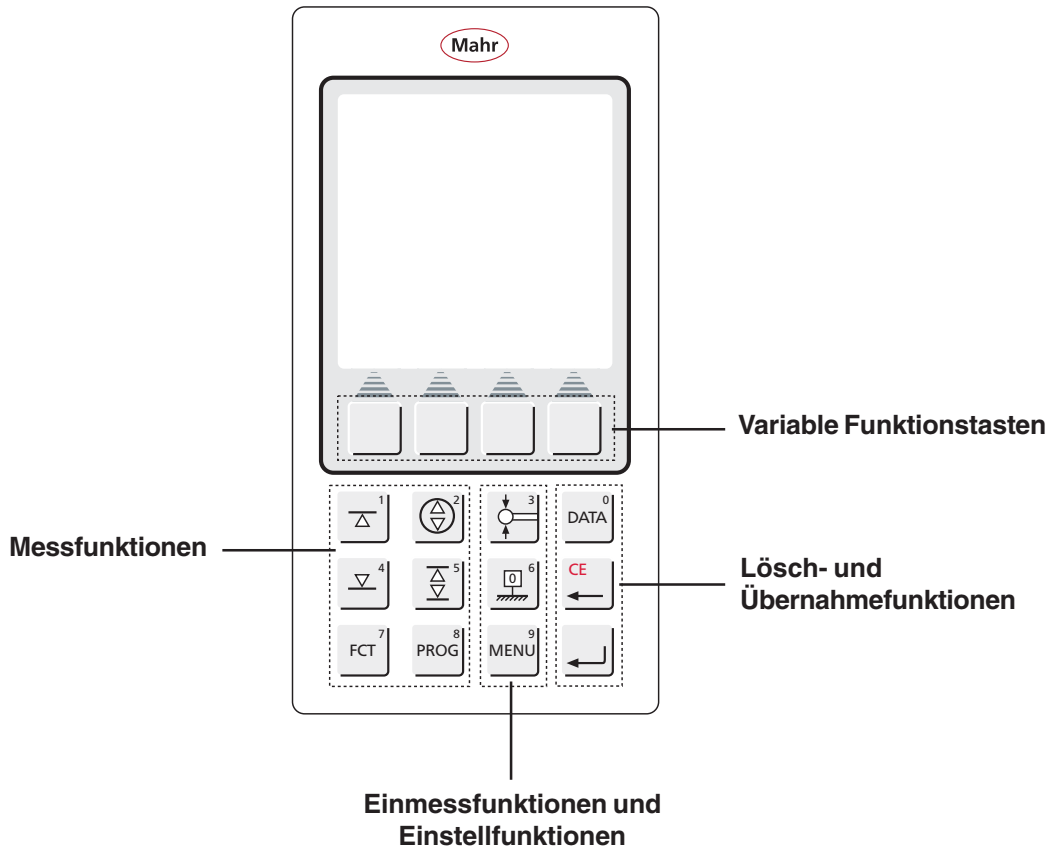 Mahr
Variable Funktionstasten
Messfunktionen
1
2
3
0
DATA
4
5
0
6
CE
Lösch- und
Übernahmefunktionen
7
FCT
8
PROG
9
MENU
Einmessfunktionen und
Einstellfunktionen